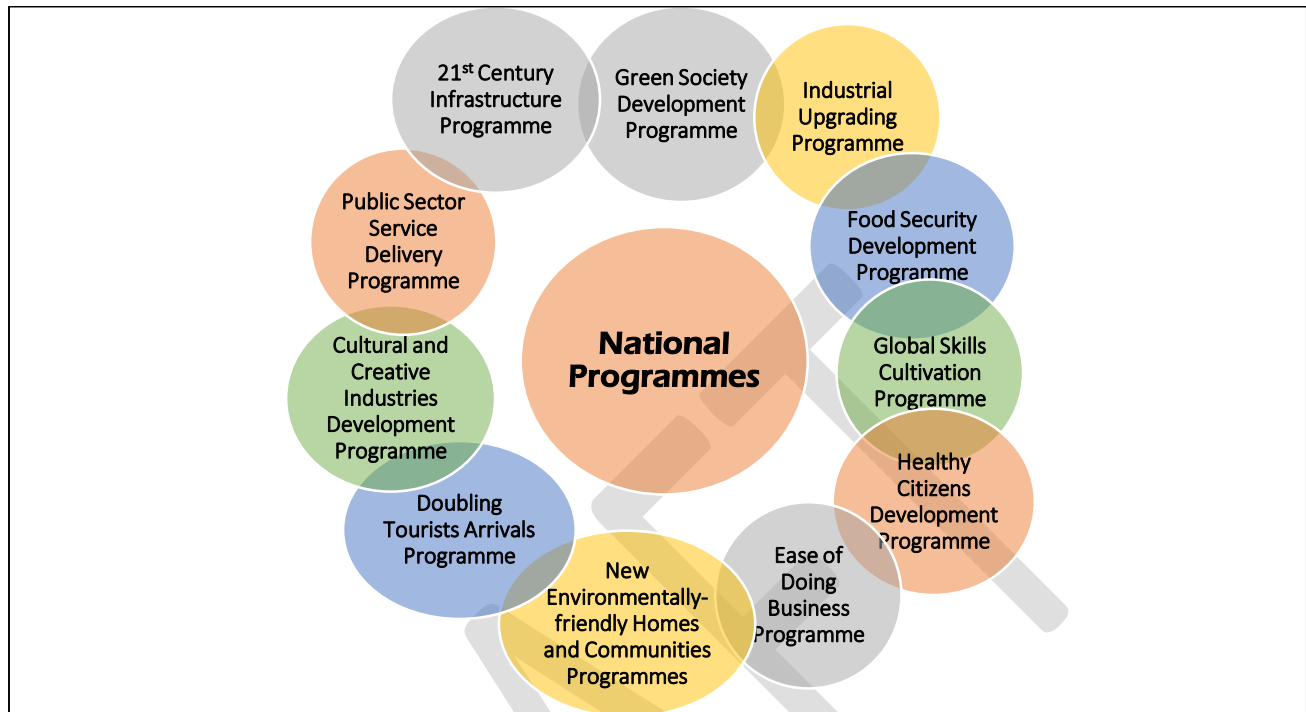 21st Century
Infrastructure
Programme
Green Society
Development
Programme
Industrial
Upgrading
Programme
Food Security
Development
Programme
Global Skills
Cultivation
Programme
Healthy
Citizens
Development
Programme
Ease of
Doing
Business
Programme
New
Environmentally-
friendly Homes
and Communities
Programmes
Doubling
Tourists Arrivals
Programme
Cultural and
Creative
Industries
Development
Programme
Public Sector
Service
Delivery
Programme
National
Programmes